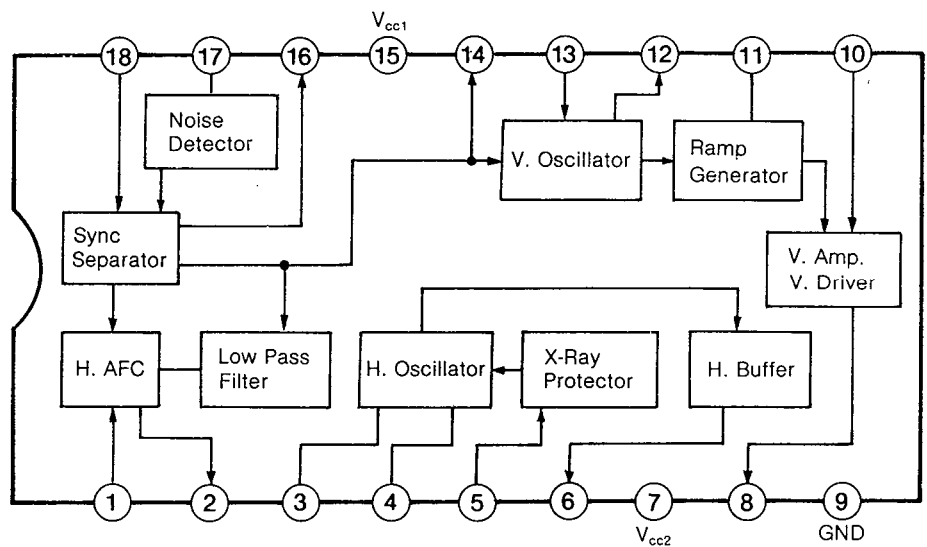 Vcc1
18
17
16
15
14
13
12
11
10
Noise
Detector
V. Oscillator
Ramp
Generator
Sync
Separator
V. Amp.
V. Driver
H. AFC
Low Pass
Filter
H. Oscillator
X-Ray
Protector
H. Buffer
1
2
3
4
5
6
7
8
9
Vcc2
GND